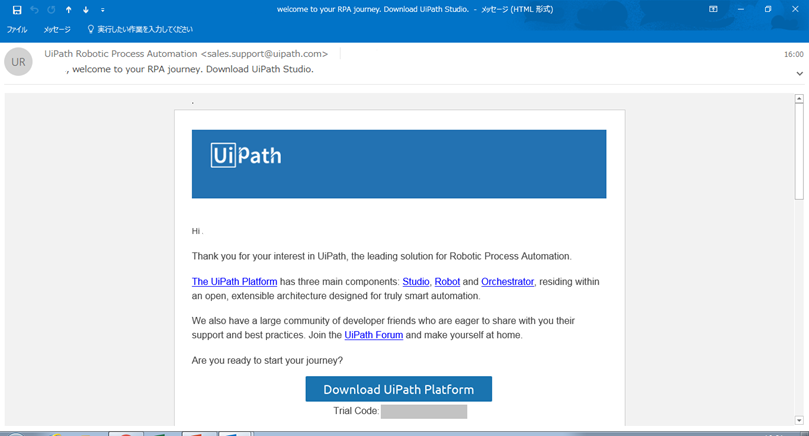 welcome to your RPA journey. Download UiPath Studio. - メッセージ (HTML 形式)
ファイル メッセージ 実行したい作業を入力してください
UR
UiPath Robotic Process Automation <sales.support@uipath.com>
16:00
, welcome to your RPA journey. Download UiPath Studio.
UiPath
Hi .
Thank you for your interest in UiPath, the leading solution for Robotic Process Automation.
The UiPath Platform has three main components: Studio, Robot and Orchestrator, residing within
an open, extensible architecture designed for truly smart automation.
We also have a large community of developer friends who are eager to share with you their
support and best practices. Join the UiPath Forum and make yourself at home.
Are you ready to start your journey?
Download UiPath Platform
Trial Code: